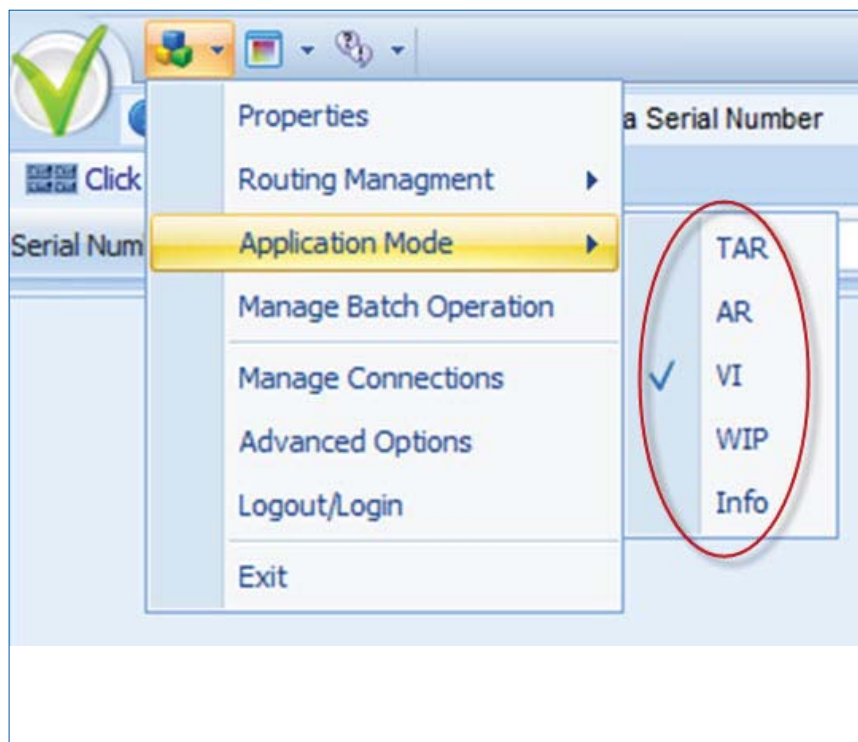 Properties
a Serial Number
Click
Routing Managment
Serial Num
Application Mode
TAR
Manage Batch Operation
AR
Manage Connections
VI
Advanced Options
WIP
Logout/Login
Info
Exit